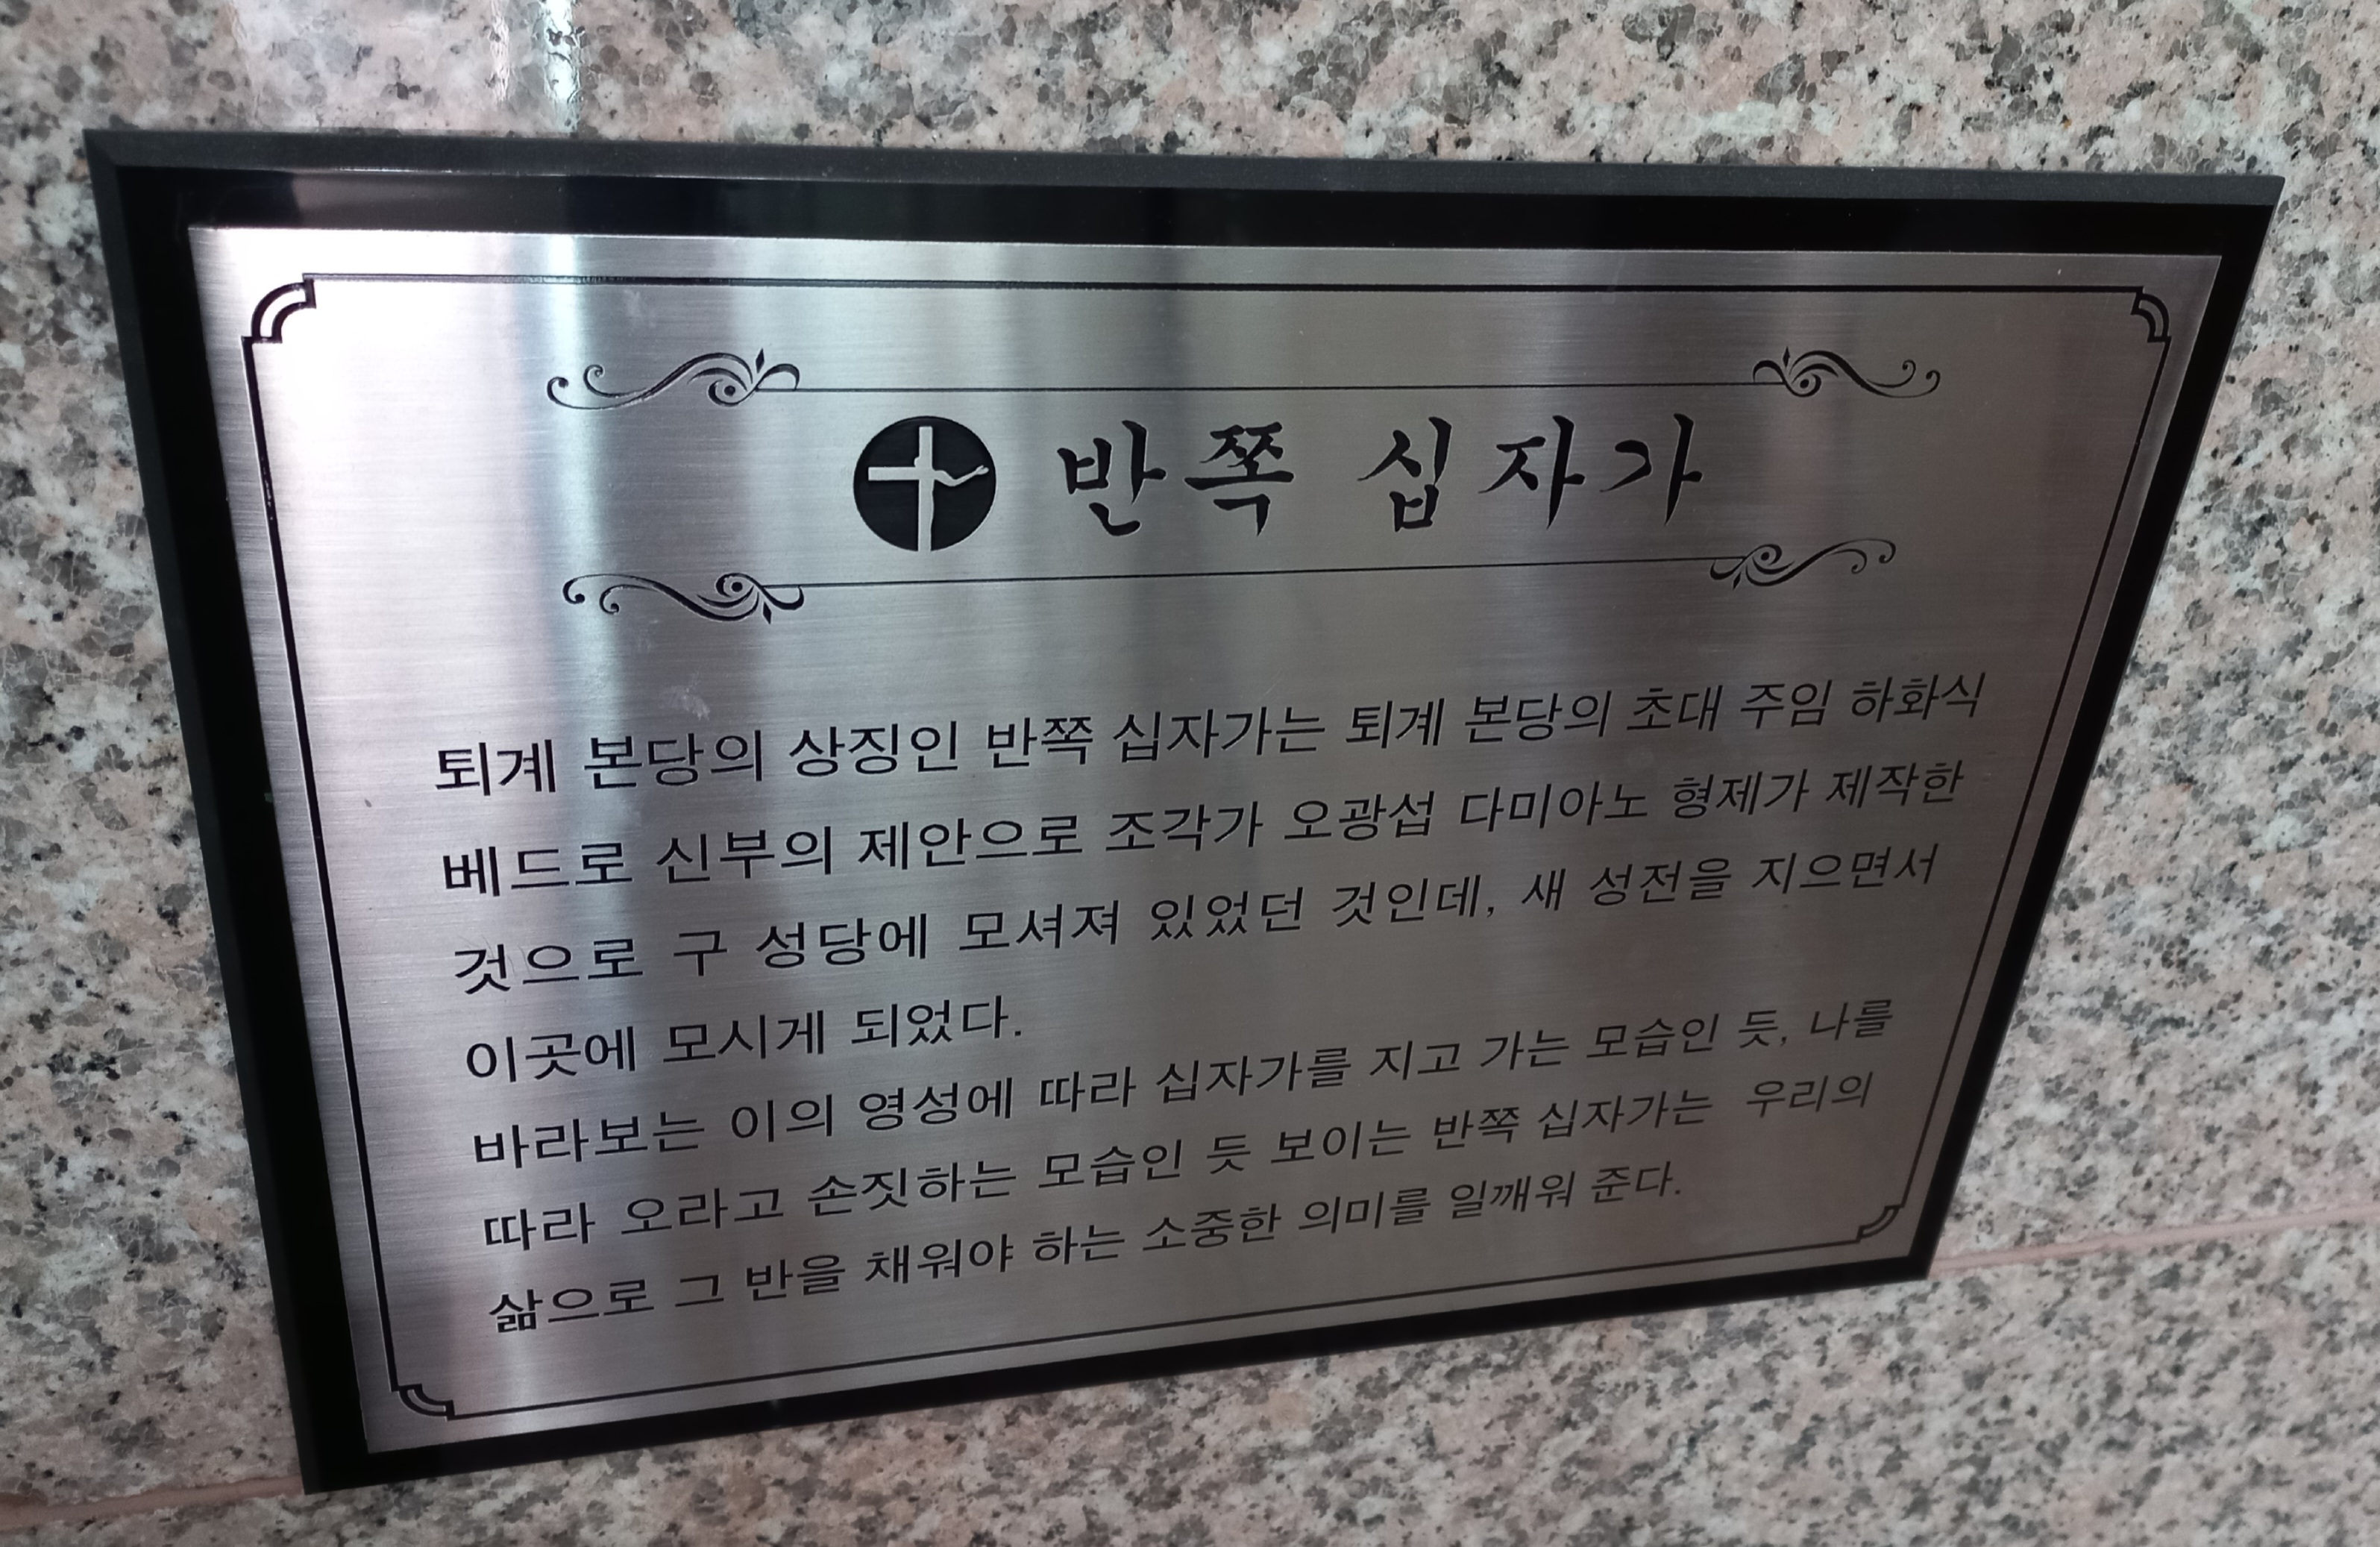 반쪽 십자가
퇴계 본당의 상징인 반쪽 십자가는 퇴계 본당의 초대 주임 하화식
베드로 신부의 제안으로 조각가 오광섭 다미아노 형제가 제작한
것으로 구 성당에 모셔져 있었던 것인데, 새 성전을 지으면서
이곳에 모시게 되었다.
바라보는 이의 영성에 따라 십자가를 지고 가는 모습인 듯, 나를
따라 오라고 손짓하는 모습인 듯 보이는 반쪽 십자가는 우리의
삶으로 그 반을 채워야 하는 소중한 의미를 일깨워 준다.